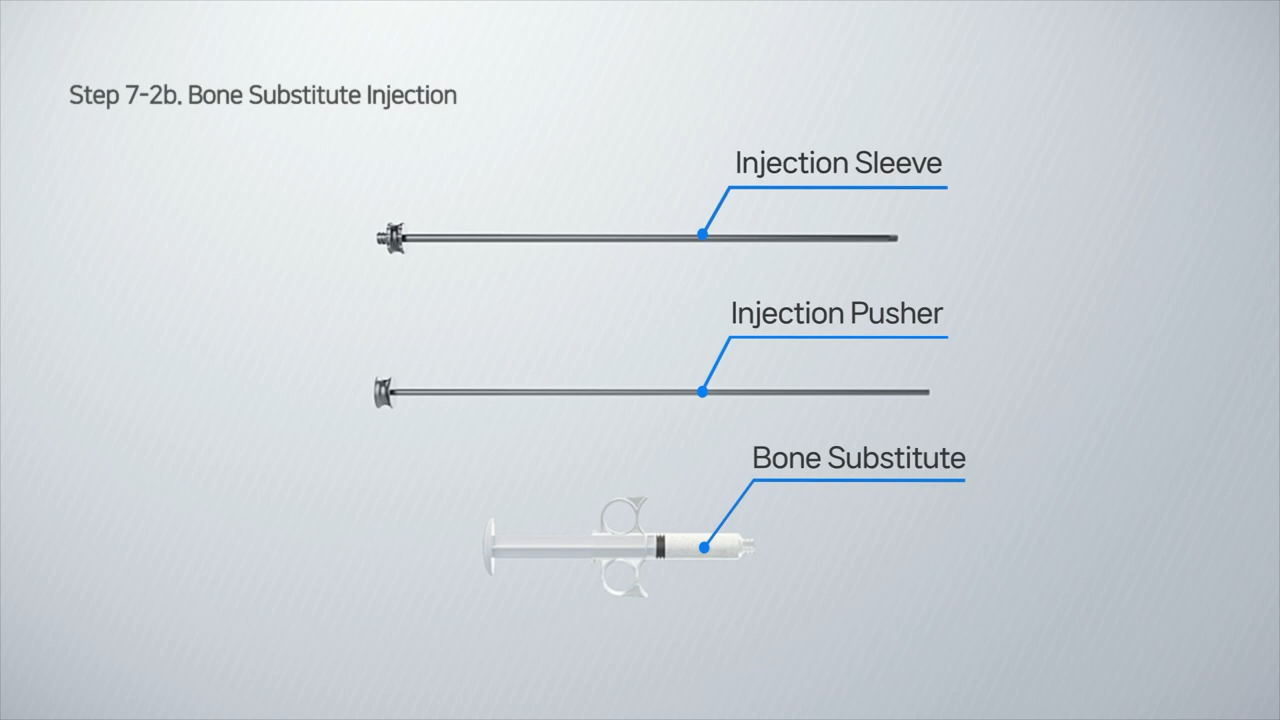 Step 7-2b. Bone Substitute Injection
Injection Sleeve
Injection Pusher
Bone Substitute